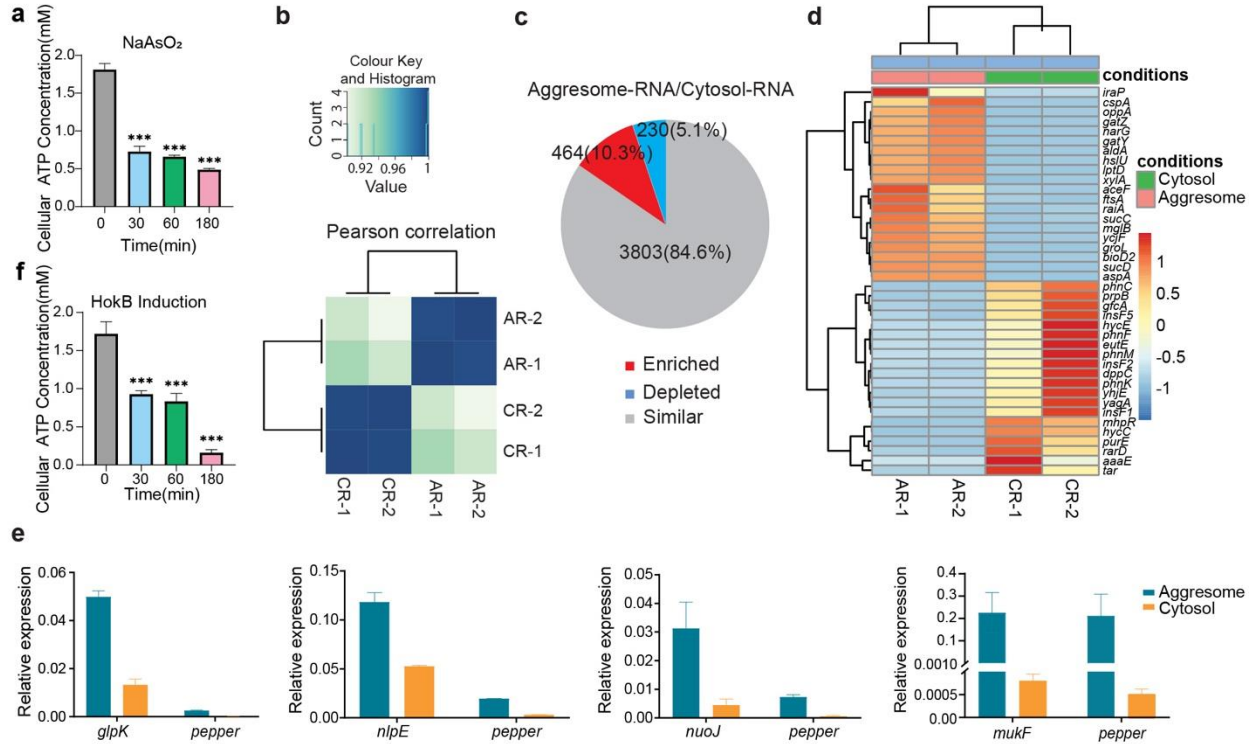 a
NaAsO₂
Cellular ATP Concentration(mM)
2.0
1.5
1.0
0.5
0.0
***
***
***
0
30
60
180
Time(min)
b
Colour Key
and Histogram
Count
4
3
2
1
0
0.92
0.96
1
Value
Pearson correlation
AR-2
AR-1
CR-2
CR-1
CR-1
CR-2
AR-1
AR-2
c
Aggresome-RNA/Cytosol-RNA
230(5.1%)
464(10.3%)
3803(84.6%)
Enriched
Depleted
Similar
d
conditions
iraP
cspA
oppA
gatZ
narG
gatY
aldA
hslU
lptD
xylA
aceF
ftsA
raiA
sucC
mglB
ycjF
groL
bioD2
sucD
aspA
phnC
prpB
gfcA
insF5
hycE
phnF
eutE
phnM
insF2
dppC
phnK
yhjE
yagA
insF1
mhpR
hycC
purE
rarD
aaaE
tar
AR-1
AR-2
CR-1
CR-2
conditions
Cytosol
Aggresome
1
0.5
0
-0.5
-1
f
HokB Induction
Cellular ATP Concentration(mM)
2.0
1.5
1.0
0.5
0.0
***
***
***
0
30
60
180
Time(min)
e
Relative expression
0.06
0.04
0.02
0.00
glpK
pepper
Relative expression
0.15
0.10
0.05
0.00
nlpE
pepper
Relative expression
0.05
0.04
0.03
0.02
0.01
0.00
nuoJ
pepper
Relative expression
0.4
0.3
0.2
0.1
0.0010
0.0005
0.00
mukF
pepper
Aggresome
Cytosol